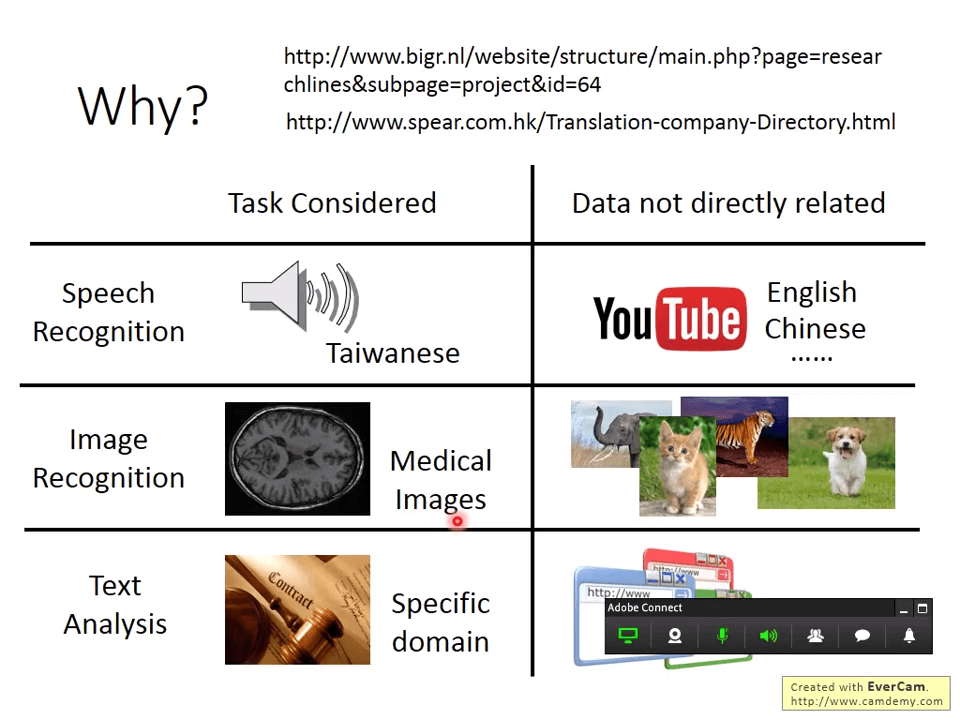 Why?
http://www.bigr.nl/website/structure/main.php?page=resear
chlines&subpage=project&id=64
http://www.spear.com.hk/Translation-company-Directory.html
Task Considered
Data not directly related
Speech
Recognition
Taiwanese
YouTube
English
Chinese
......
Image
Recognition
Medical
Images
Text
Analysis
Contract
Specific
domain
http://www
http://www
Adobe Connect
Created with EverCam.
http://www.camdemy.com